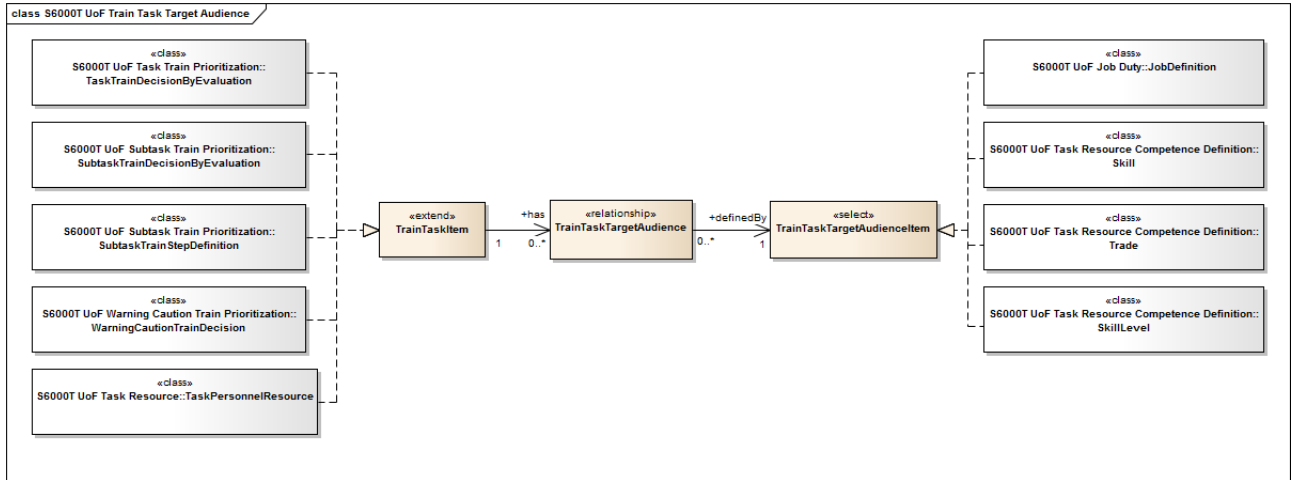 class S6000T UoF Train Task Target Audience
«class»
S6000T UoF Task Train Prioritization::
TaskTrainDecisionByEvaluation
«class»
S6000T UoF Subtask Train Prioritization::
SubtaskTrainDecisionByEvaluation
«class»
S6000T UoF Subtask Train Prioritization::
SubtaskTrainStepDefinition
«class»
S6000T UoF Warning Caution Train Prioritization::
WarningCautionTrainDecision
«class»
S6000T UoF Task Resource::TaskPersonnelResource
«extend»
TrainTaskItem
+has
1
0..*
«relationship»
TrainTaskTargetAudience
+definedBy
0..*
1
«select»
TrainTaskTargetAudienceItem
«class»
S6000T UoF Job Duty::JobDefinition
«class»
S6000T UoF Task Resource Competence Definition::
Skill
«class»
S6000T UoF Task Resource Competence Definition::
Trade
«class»
S6000T UoF Task Resource Competence Definition::
SkillLevel